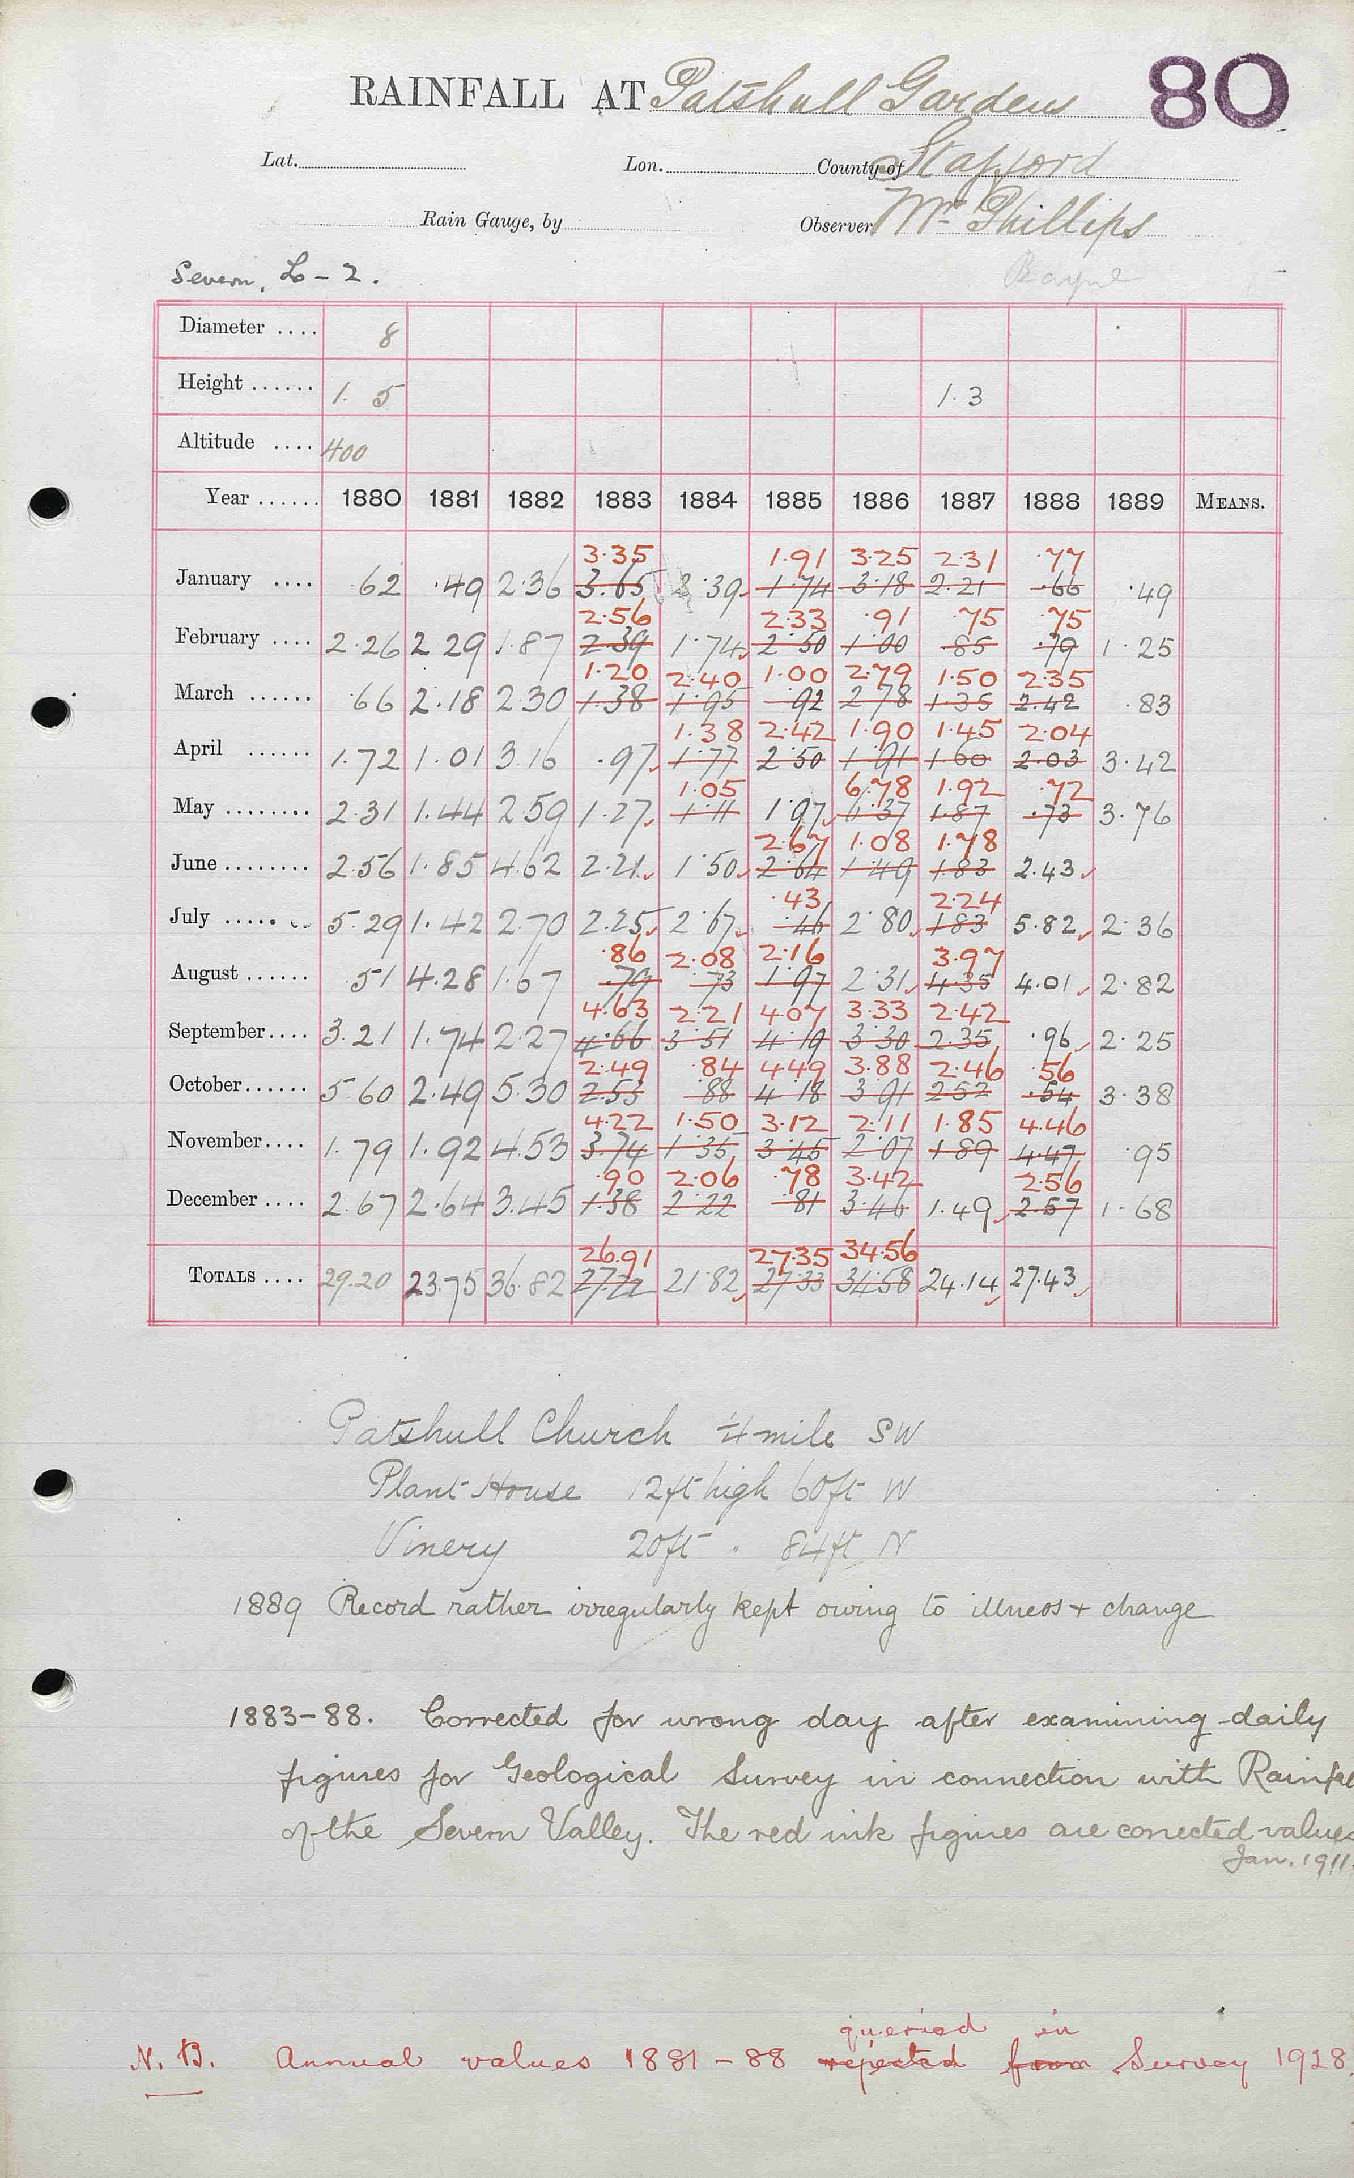 RAINFALL AT Patshull Gardens 80
Lat. Lon. County of Stafford
Rain Gauge, by Observer Mr. Phillips
Severn, L-2.
Diameter .... 8
Height ...... 1. 5 1.3
Altitude .... 400
Year ...... 1880 1881 1882 1883 1884 1885 1886 1887 1888 1889 MEANS.
3.35 1.91 3.25 2.31 .77
January .... .62 .49 2.36 3.65 2.39 1.74 3.18 2.21 .66 .49
2.56 2.33 .91 .75 .75
February .... 2.26 2 29 1.87 2.39 1.74 2.50 1.00 .85 .79 1.25
1.20 2.40 1.00 2.79 1.50 2.35
March ...... .66 2.18 2.30 1.38 1.95 .92 2.78 1.35 2.42 .83
1.38 2.42 1.90 1.45 2.04
April ...... 1.72 1.01 3.16 .97 1.77 2.50 1.91 1.60 2.03 3.42
1.05 6.78 1.92 .72
May ........ 2.31 1.44 2.59 1.27 1.11 1.97 6.37 1.87 .73 3.76
2.67 1.08 1.78
June ........ 2.56 1.85 4.62 2.21 1.50 2.64 1.49 1.83 2.43
.43 2.24
July ...... 5.29 1.42 2.70 2.25 2.67 .46 2.80 1.83 5.82 2.36
.86 2.08 2.16 3.97
August ...... .51 4.28 1.67 .79 .73 1.97 2.31 4.35 4.01 2.82
4.63 2.21 4.07 3.33 2.42
September.... 3.21 1.74 2.27 4.66 3.51 4.19 3.30 2.35 .96 2.25
2.49 .84 4.49 3.88 2.46 .56
October...... 5.60 2.49 5.30 2.53 .88 4.18 3.91 2.52 .54 3.38
4.22 1.50 3.12 2.11 1.85 4.46
November.... 1.79 1.92 4.53 3.74 1.35 3.45 2.07 1.89 4.47 .95
.90 2.06 .78 3.42 2.56
December .... 2.67 2.64 3.45 1.38 2.22 .81 3.46 1.49 2.57 1.68
26.91 27.35 34.56
TOTALS .... 29.20 23.75 36.82 27.22 21.82 27.33 34.58 24.14 27.43
Patshull Church ¼ mile SW
Plant House 12ft high 60ft W
Vinery 20ft " 84ft N
1889 Record rather irregularly kept owing to illness + change
1883-88. Corrected for wrong day after examining daily
figures for Geological Survey in connection with Rainfal
of the Severn Valley. The red ink figures are corrected values
Jan. 1911.
queried in
N.B. Annual values 1881-88 rejected from Survey 1928.